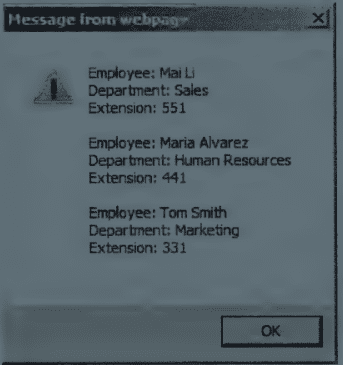 Message from webpage
Employee: Mai Li
Department: Sales
Extension: 551
Employee: Maria Alvarez
Department: Human Resources
Extension: 441
Employee: Tom Smith
Department: Marketing
Extension: 331
OK